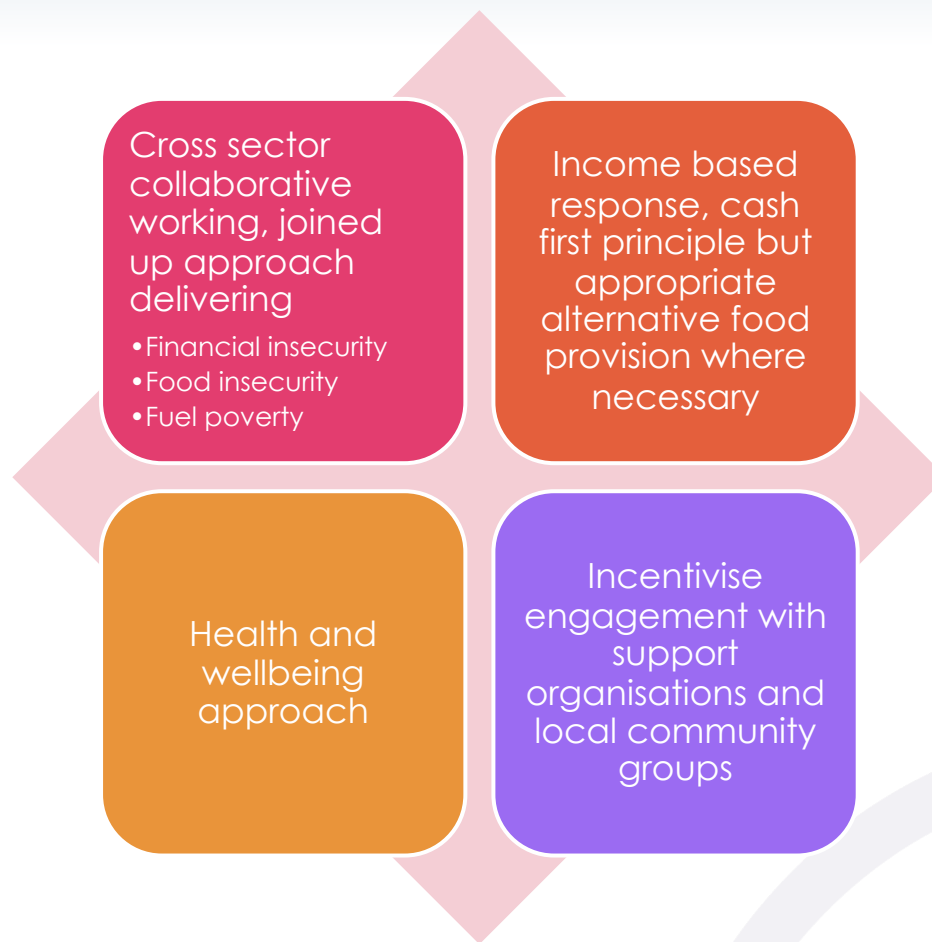 Cross sector
collaborative
working, joined
up approach
delivering
•Financial insecurity
•Food insecurity
•Fuel poverty
Income based
response, cash
first principle but
appropriate
alternative food
provision where
necessary
Health and
wellbeing
approach
Incentivise
engagement with
support
organisations and
local community
groups